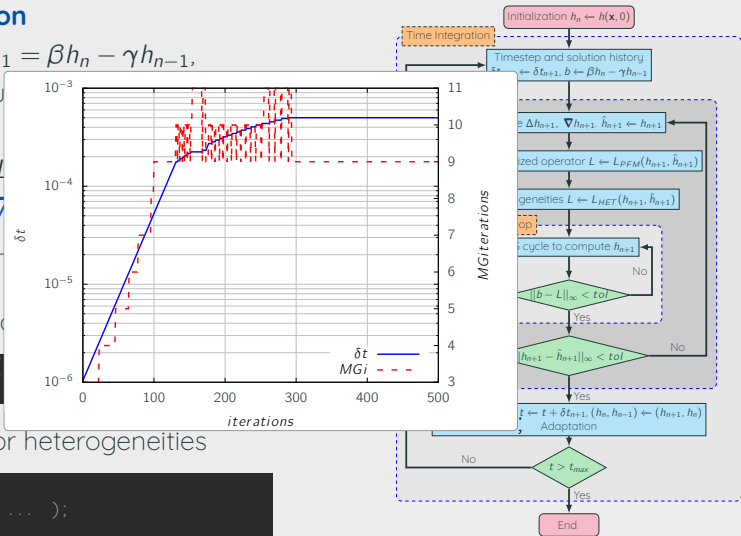 on
₁ = βhₙ − γhₙ₋₁,
δt
10⁻³
10⁻⁴
10⁻⁵
10⁻⁶
0
100
200
300
400
500
iterations
11
10
9
8
7
6
5
4
3
MGiterations
δt
MGi
or heterogeneities
... );
Initialization hₙ ← h(x, 0)
Time Integration
Timestep and solution history
← δtₙ₊₁, b ← βhₙ − γhₙ₋₁
Δhₙ₊₁, ∇hₙ₊₁. ĥₙ₊₁ ← hₙ₊₁
ized operator L ← L_PFM(hₙ₊₁, ĥₙ₊₁)
ogeneities L ← L_HET(hₙ₊₁, ĥₙ₊₁)
op
cycle to compute hₙ₊₁
No
||b − L||∞ < tol
Yes
hₙ₊₁ − ĥₙ₊₁||∞ < tol
No
Yes
t ← t + δtₙ₊₁, (hₙ, hₙ₋₁) ← (hₙ₊₁, hₙ)
Adaptation
No
t > tₘₐₓ
Yes
End